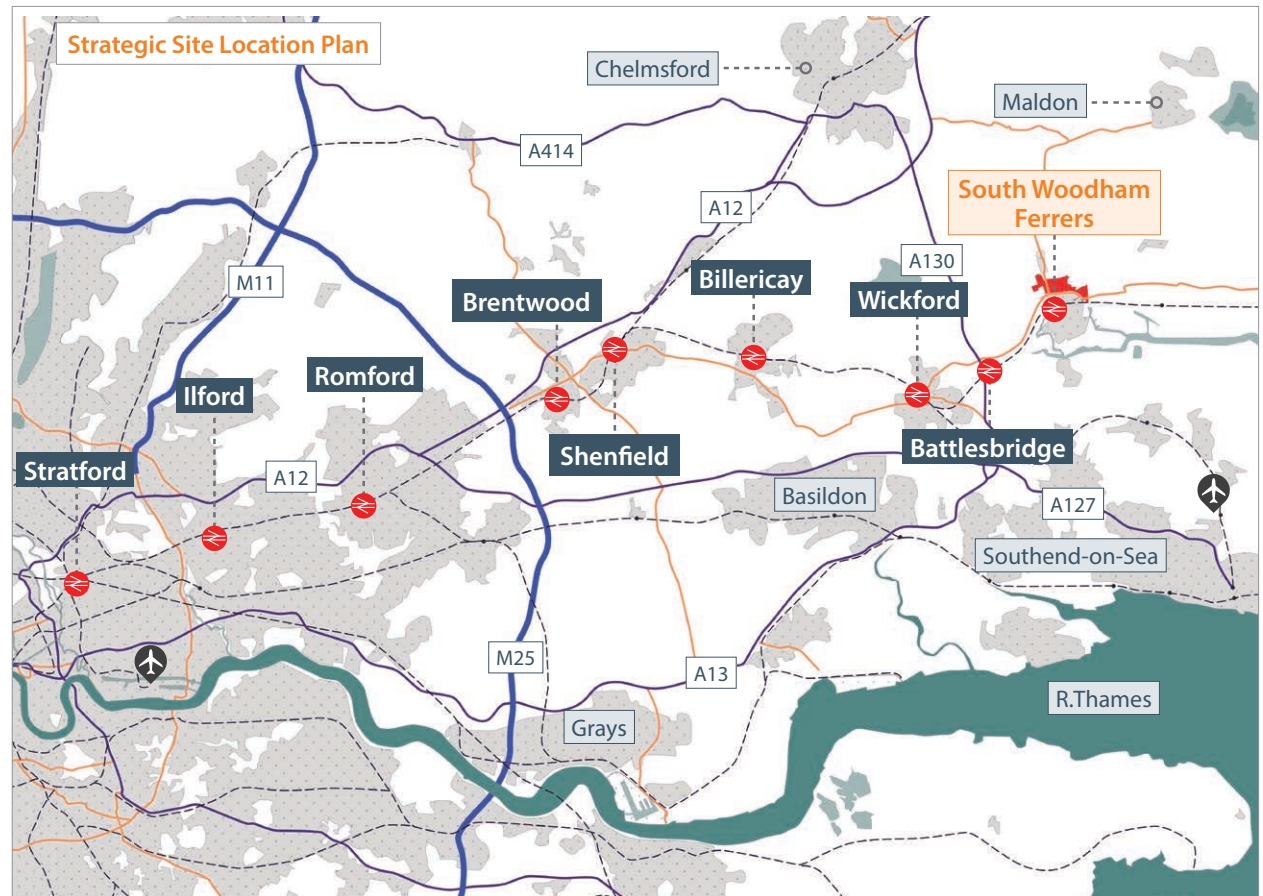 Strategic Site Location Plan
Chelmsford
Maldon
A414
South Woodham
Ferrers
A12
A130
M11
Billericay
Brentwood
Wickford
Romford
Ilford
Shenfield
Battlesbridge
Stratford
A12
Basildon
A127
Southend-on-Sea
M25
A13
R.Thames
Grays